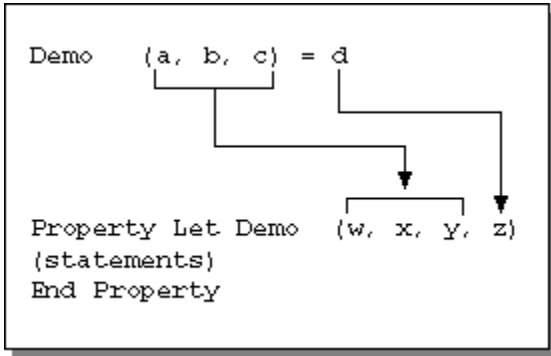 Demo (a, b, c) = d
Property Let Demo (w, x, y, z)
(statements)
End Property